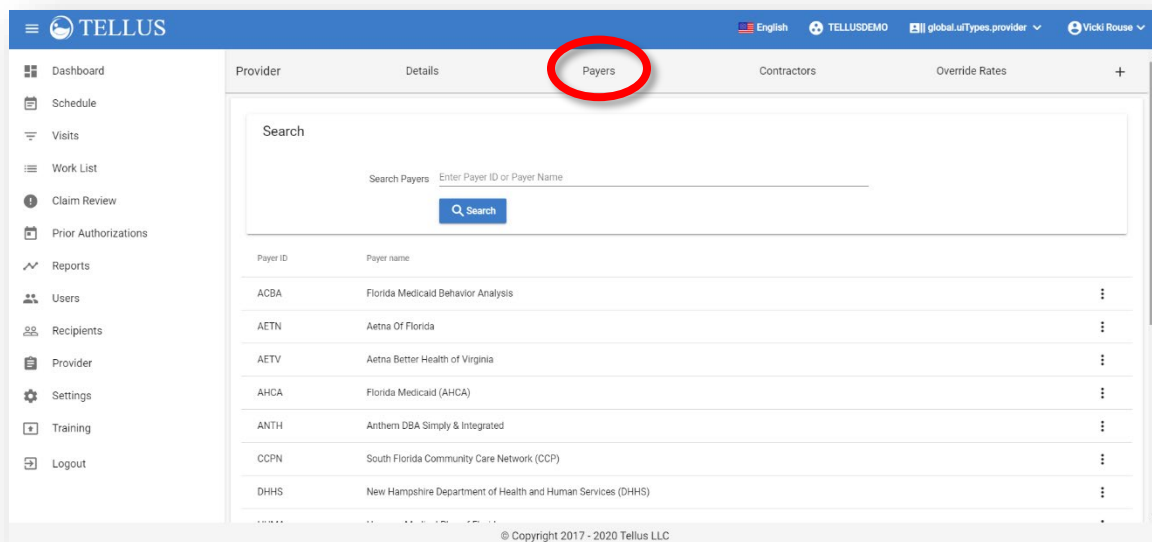 TELLUS English TELLUSDEMO global.uiTypes.provider Vicki Rouse
Dashboard
Schedule
Visits
Work List
Claim Review
Prior Authorizations
Reports
Users
Recipients
Provider
Settings
Training
Logout
Provider Details Payers Contractors Override Rates +
Search
Search Payers Enter Payer ID or Payer Name
Search
Payer ID Payer name
ACBA Florida Medicaid Behavior Analysis
AETN Aetna Of Florida
AETV Aetna Better Health of Virginia
AHCA Florida Medicaid (AHCA)
ANTH Anthem DBA Simply & Integrated
CCPN South Florida Community Care Network (CCP)
DHHS New Hampshire Department of Health and Human Services (DHHS)
© Copyright 2017 - 2020 Tellus LLC